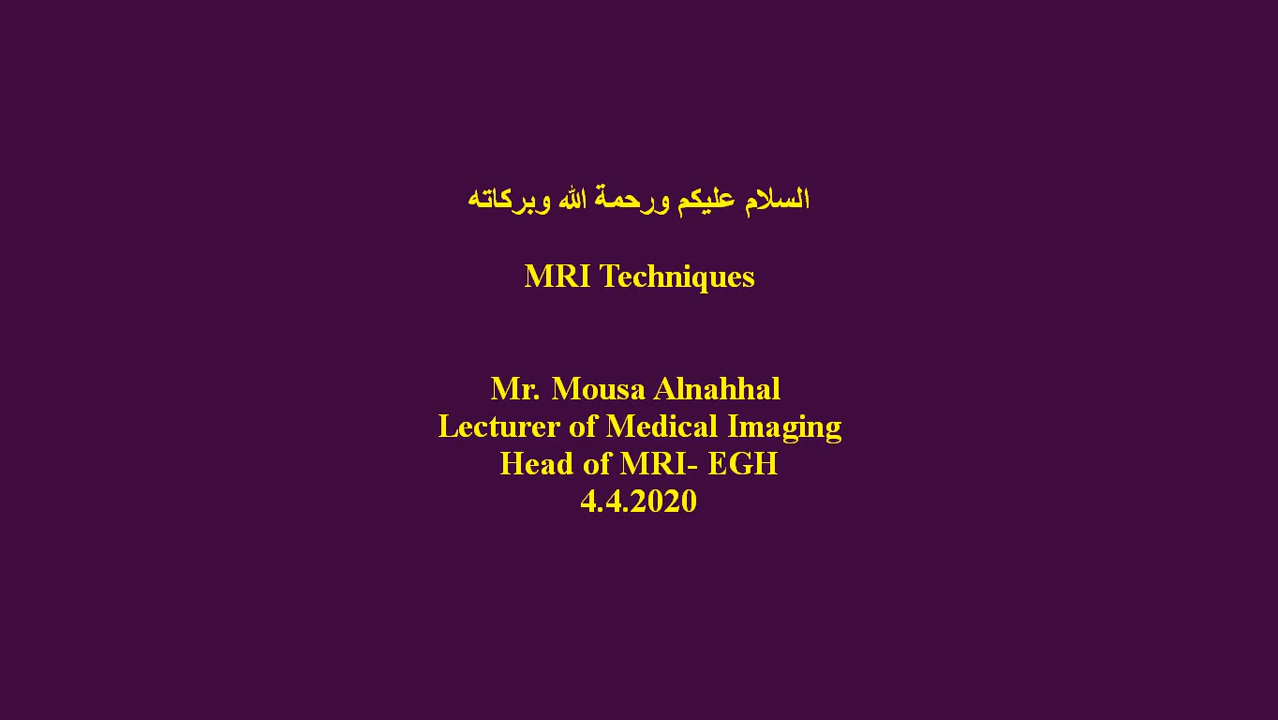 السلام عليكم ورحمة الله وبركاته
MRI Techniques
Mr. Mousa Alnahhal
Lecturer of Medical Imaging
Head of MRI- EGH
4.4.2020